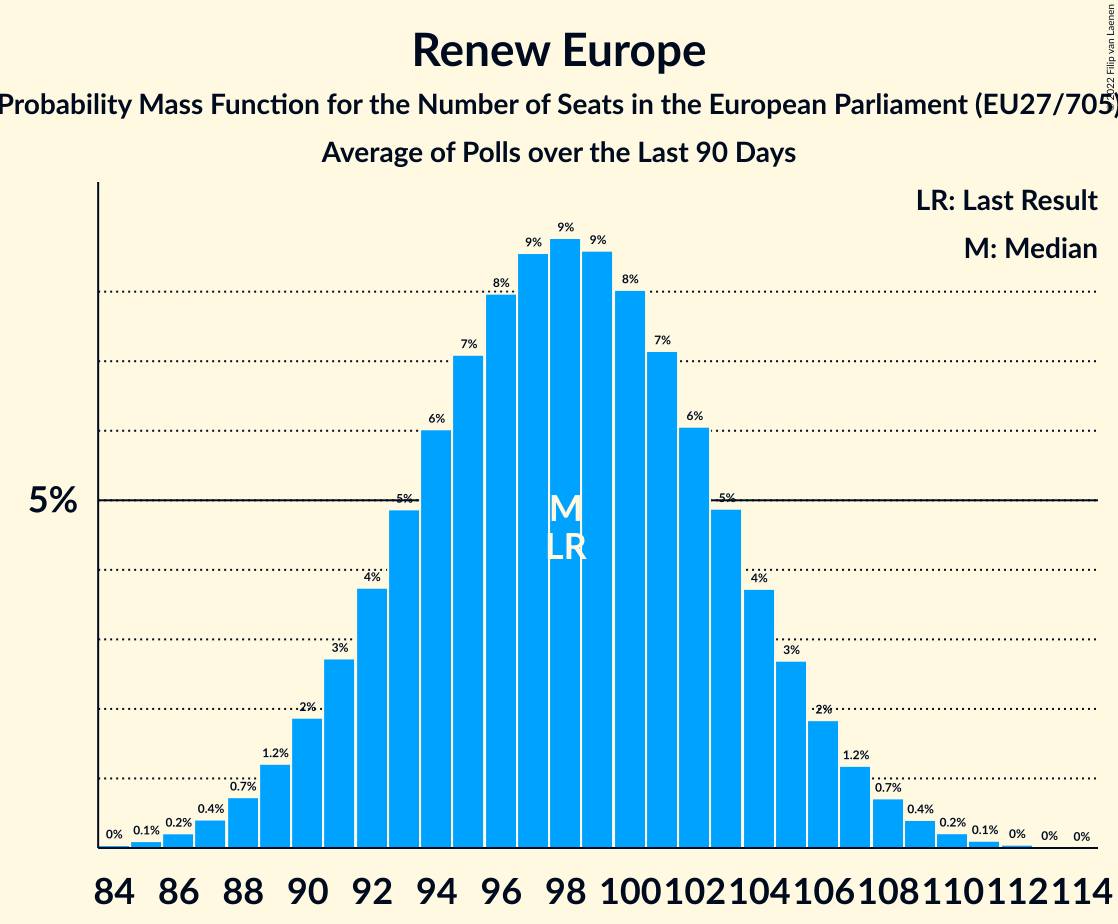 Renew Europe
Probability Mass Function for the Number of Seats in the European Parliament (EU27/705)
Average of Polls over the Last 90 Days
© 2022 Filip van Laenen
LR: Last Result
M: Median
5%
0% 0.1% 0.2% 0.4% 0.7% 1.2% 2% 3% 4% 5% 6% 7% 8% 9% 9% 9% 8% 7% 6% 5% 4% 3% 2% 1.2% 0.7% 0.4% 0.2% 0.1% 0% 0% 0%
M
LR
84 86 88 90 92 94 96 98 100 102 104 106 108 110 112 114